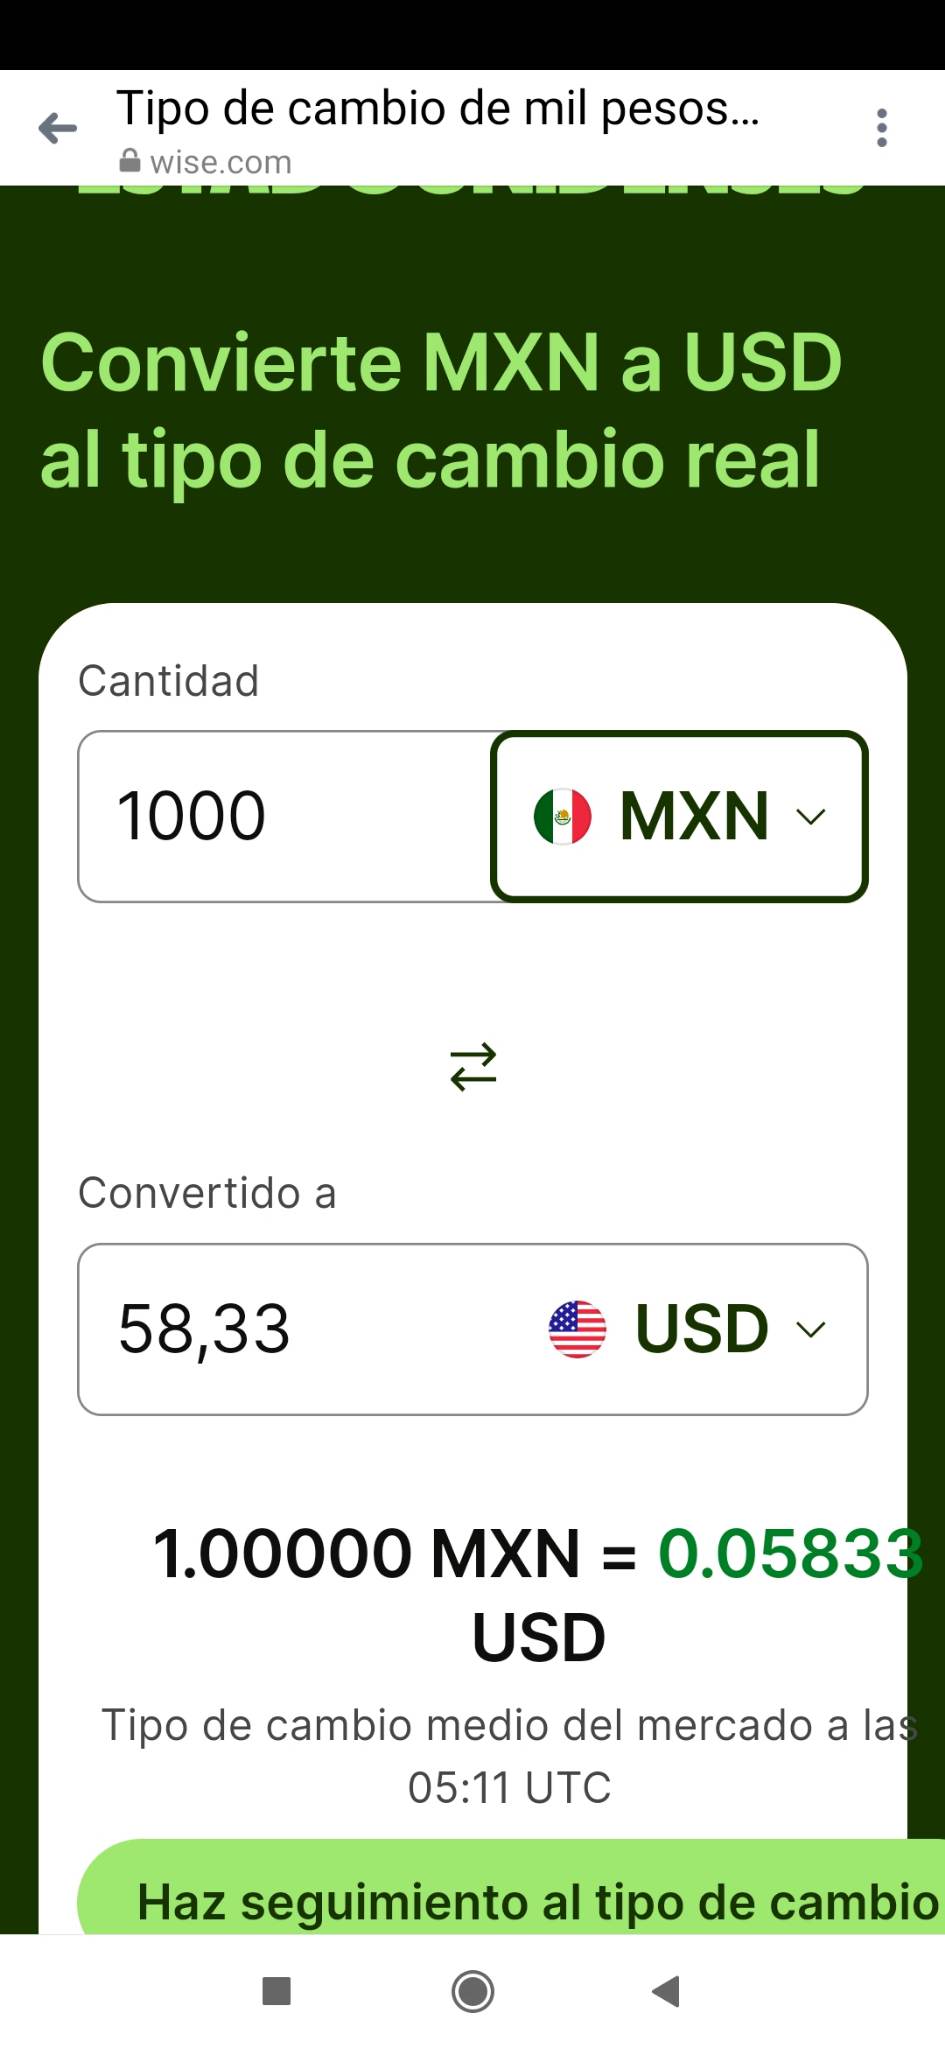 Tipo de cambio de mil pesos...
wise.com
Convierte MXN a USD
al tipo de cambio real
Cantidad
1000
MXN
Convertido a
58,33
USD
1.00000 MXN = 0.05833
USD
Tipo de cambio medio del mercado a las
05:11 UTC
Haz seguimiento al tipo de cambio